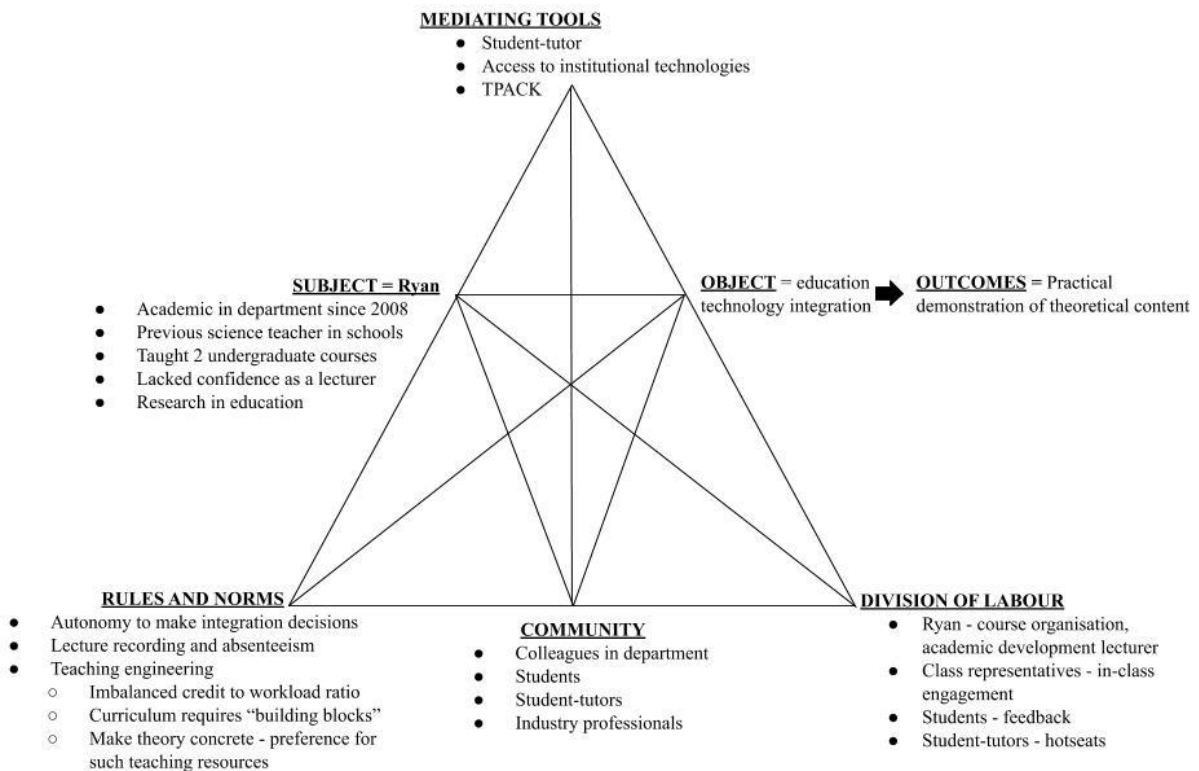 MEDIATING TOOLS
● Student-tutor
● Access to institutional technologies
● TPACK
SUBJECT = Ryan
● Academic in department since 2008
● Previous science teacher in schools
● Taught 2 undergraduate courses
● Lacked confidence as a lecturer
● Research in education
OBJECT = education
technology integration
OUTCOMES = Practical
demonstration of theoretical content
RULES AND NORMS
● Autonomy to make integration decisions
● Lecture recording and absenteeism
● Teaching engineering
○ Imbalanced credit to workload ratio
○ Curriculum requires “building blocks”
○ Make theory concrete - preference for
such teaching resources
COMMUNITY
● Colleagues in department
● Students
● Student-tutors
● Industry professionals
DIVISION OF LABOUR
● Ryan - course organisation,
academic development lecturer
● Class representatives - in-class
engagement
● Students - feedback
● Student-tutors - hotseats